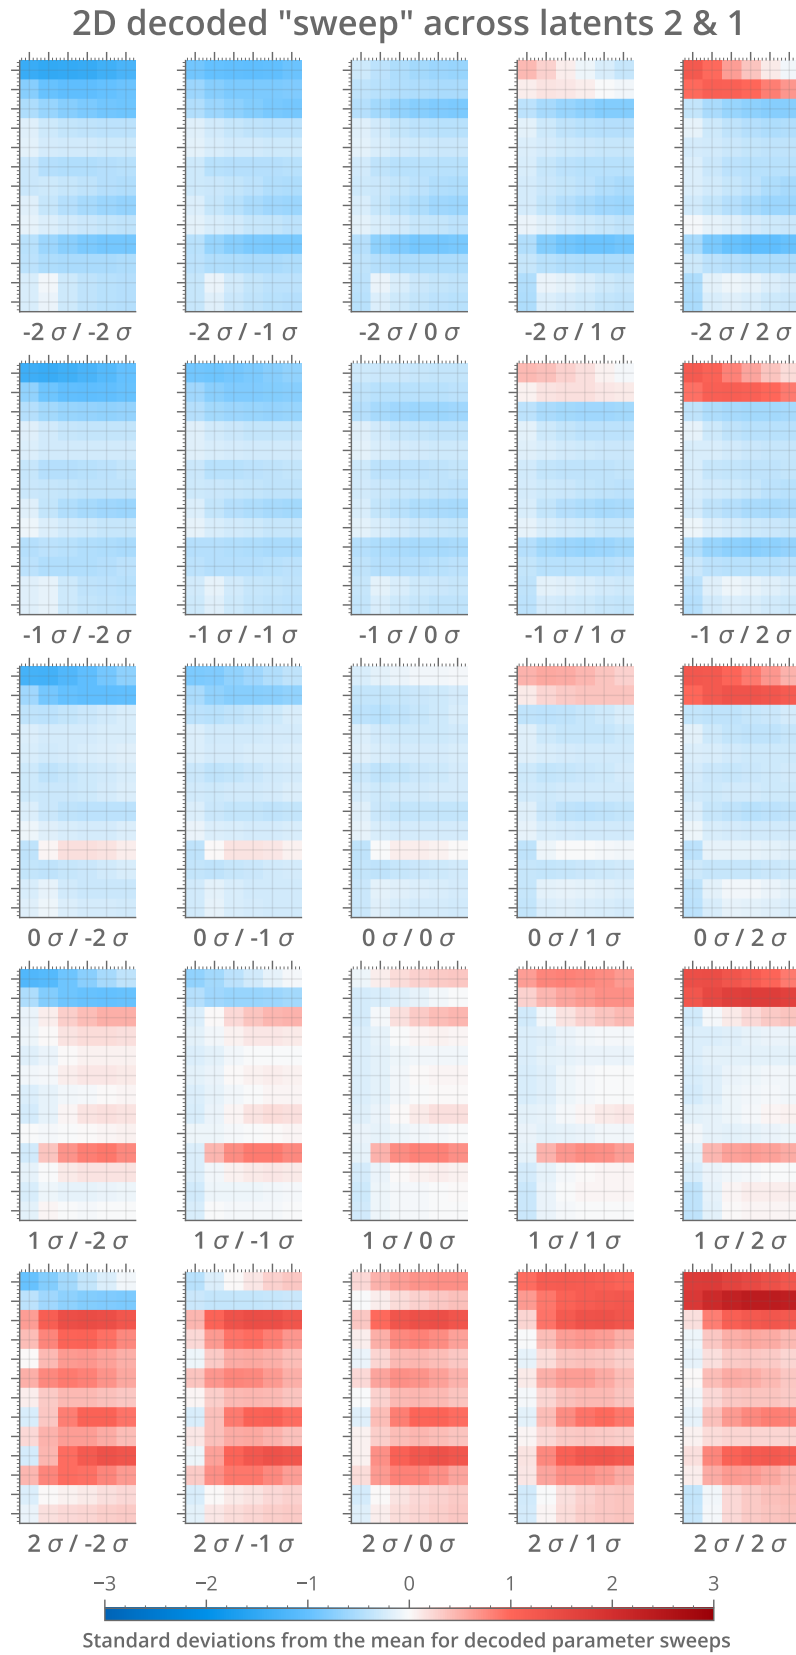 2D decoded "sweep" across latents 2 & 1
-2 σ / -2 σ -2 σ / -1 σ -2 σ / 0 σ -2 σ / 1 σ -2 σ / 2 σ
-1 σ / -2 σ -1 σ / -1 σ -1 σ / 0 σ -1 σ / 1 σ -1 σ / 2 σ
0 σ / -2 σ 0 σ / -1 σ 0 σ / 0 σ 0 σ / 1 σ 0 σ / 2 σ
1 σ / -2 σ 1 σ / -1 σ 1 σ / 0 σ 1 σ / 1 σ 1 σ / 2 σ
2 σ / -2 σ 2 σ / -1 σ 2 σ / 0 σ 2 σ / 1 σ 2 σ / 2 σ
−3 −2 −1 0 1 2 3
Standard deviations from the mean for decoded parameter sweeps